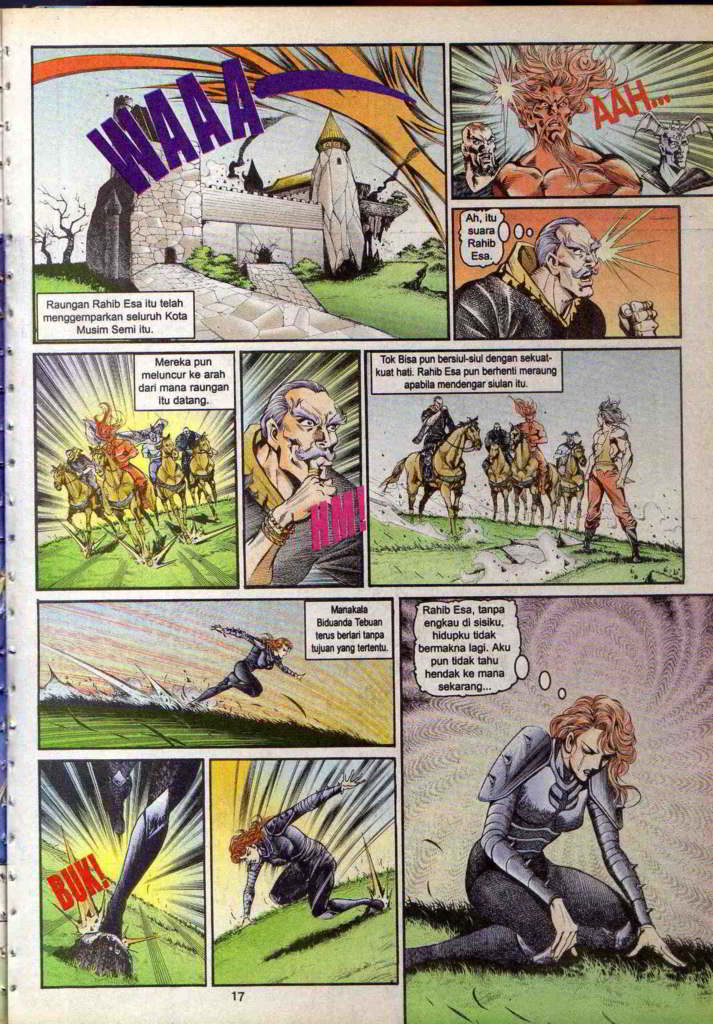 WAAA
Raungan Rahib Esa itu telah
menggemparkan seluruh Kota
Musim Semi itu.
AAH...
Ah, itu
suara
Rahib
Esa.
Mereka pun
meluncur ke arah
dari mana raungan
itu datang.
HM!
Tok Bisa pun bersiul-siul dengan sekuat-
kuat hati. Rahib Esa pun berhenti meraung
apabila mendengar siulan itu.
Manakala
Biduanda Tebuan
terus berlari tanpa
tujuan yang tertentu.
Rahib Esa, tanpa
engkau di sisiku,
hidupku tidak
bermakna lagi. Aku
pun tidak tahu
hendak ke mana
sekarang...
BUK!
17